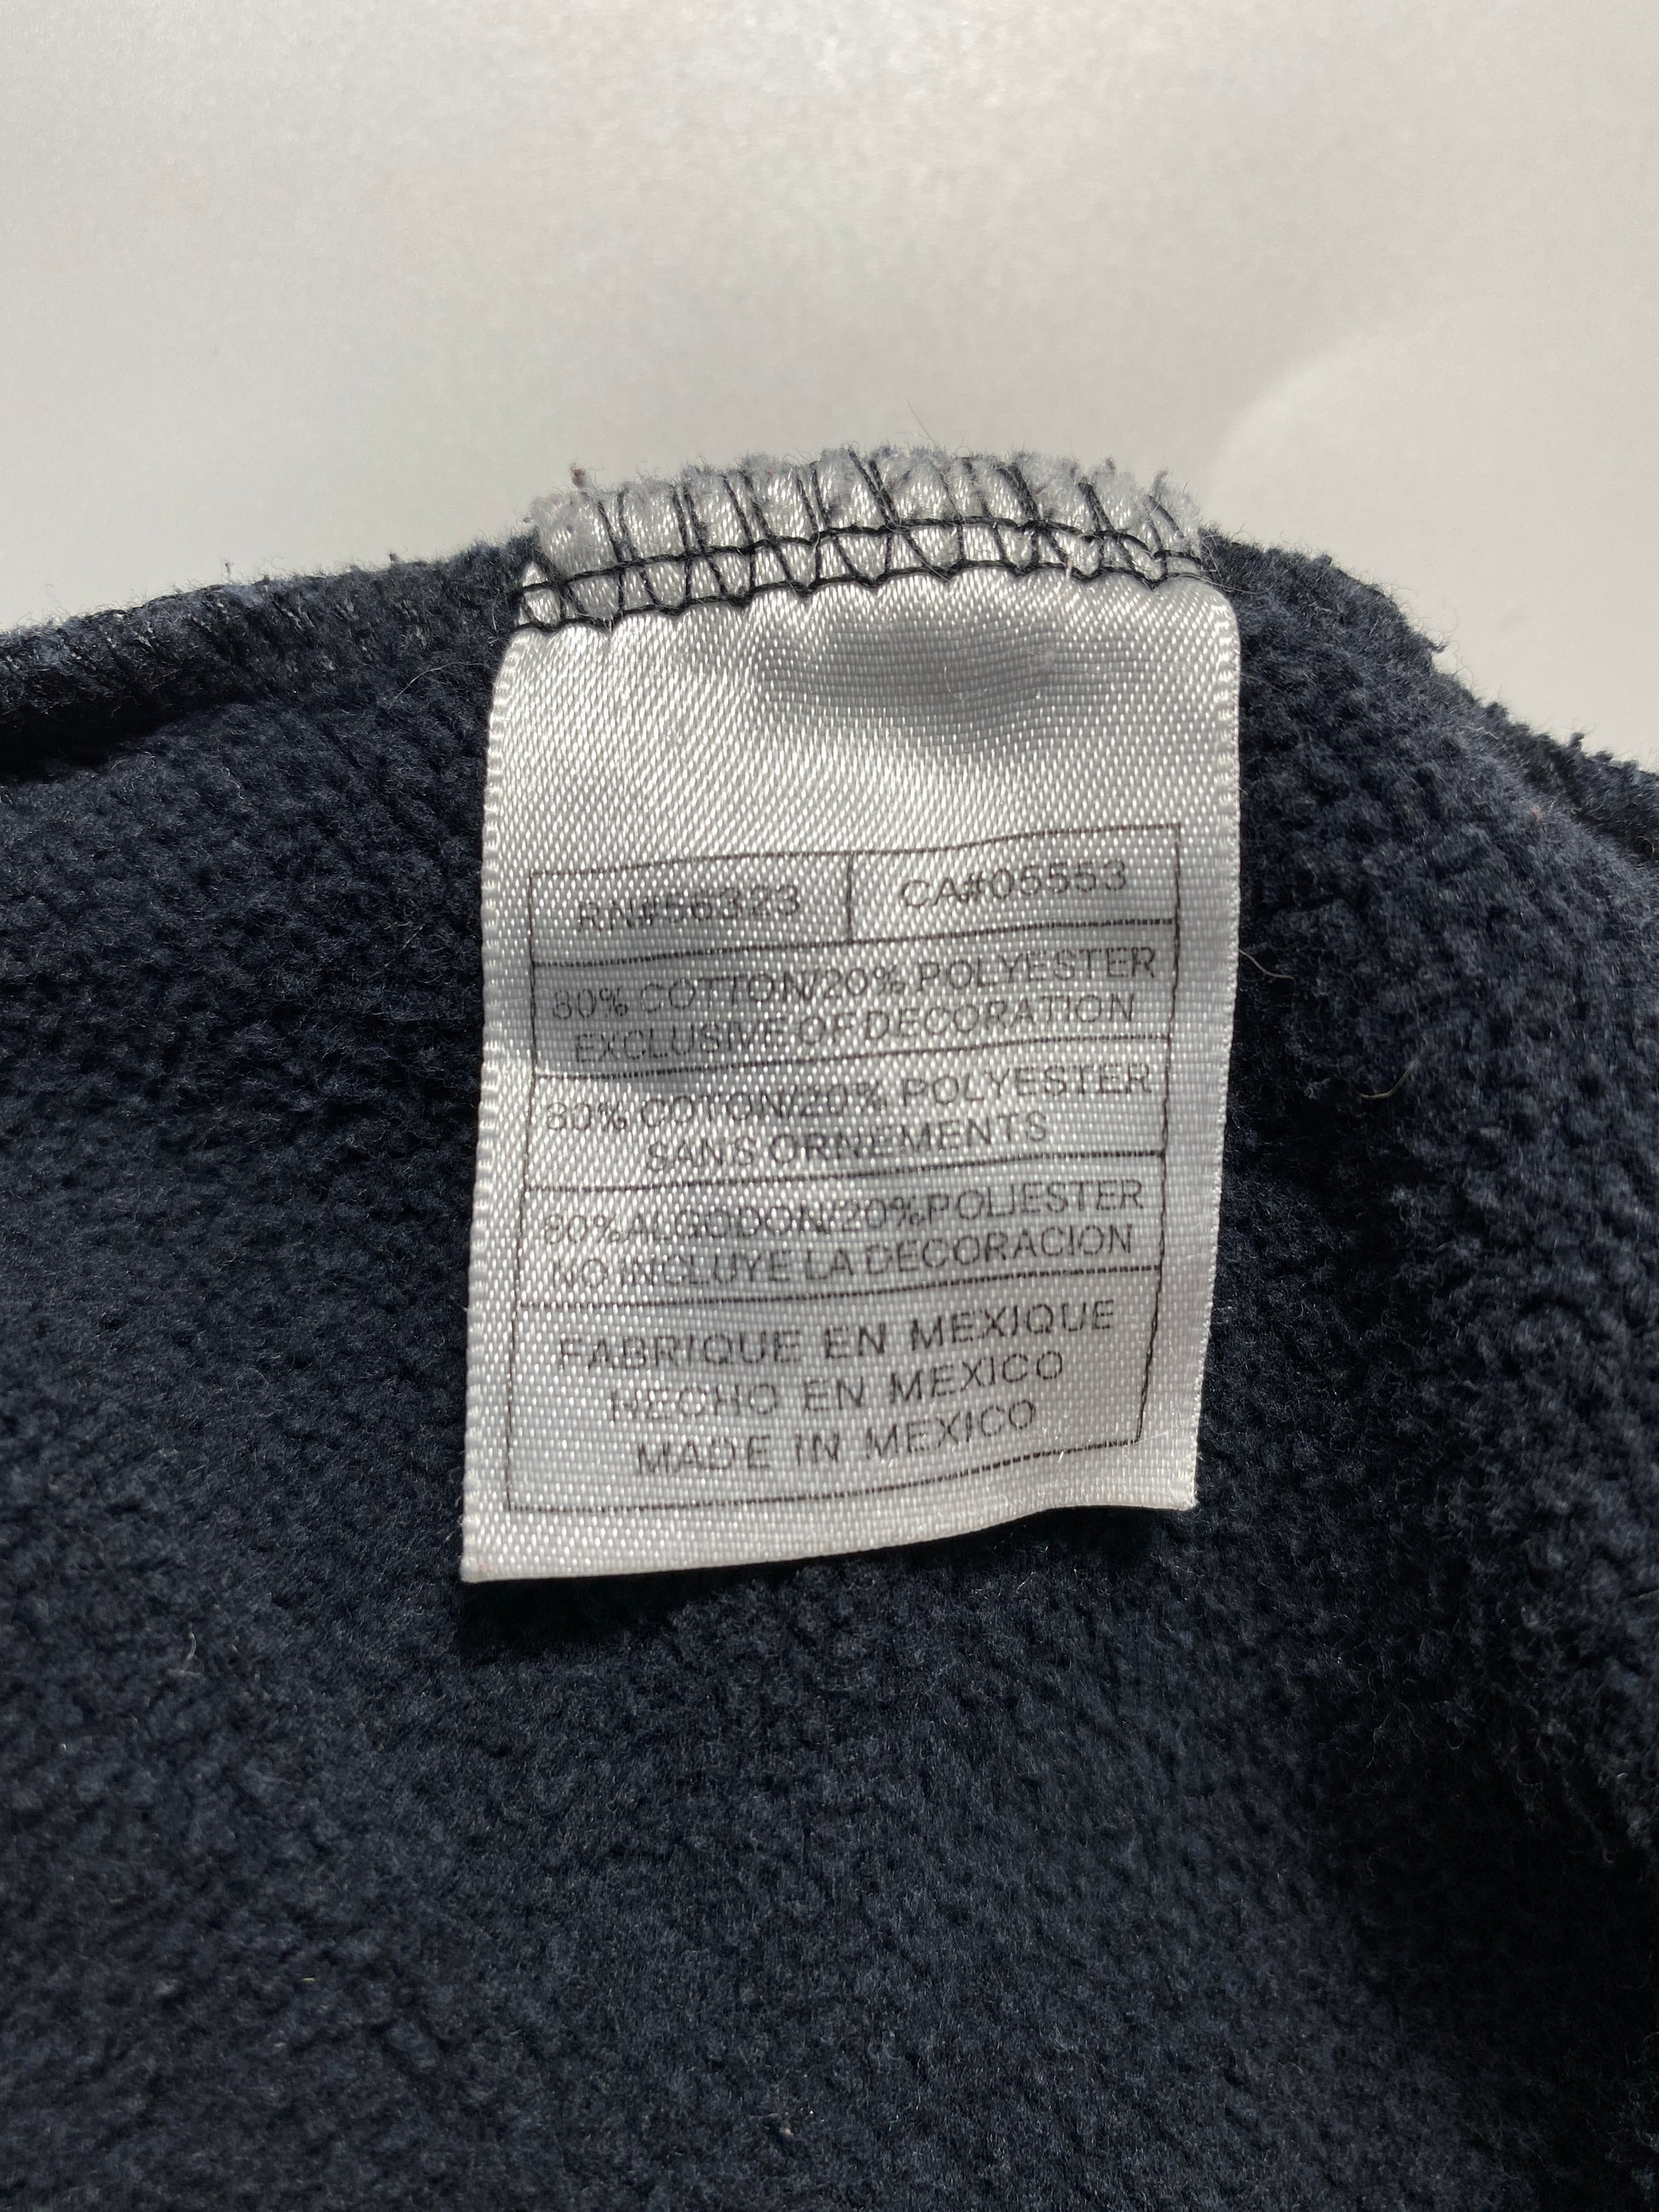 RN#56323 CA#05553
80% COTTON/20% POLYESTER
EXCLUSIVE OF DECORATION
80% COTON/20% POLYESTER
SANS ORNEMENTS
80% ALGODON/20%POLIESTER
NO INCLUYE LA DECORACION
FABRIQUE EN MEXIQUE
HECHO EN MEXICO
MADE IN MEXICO